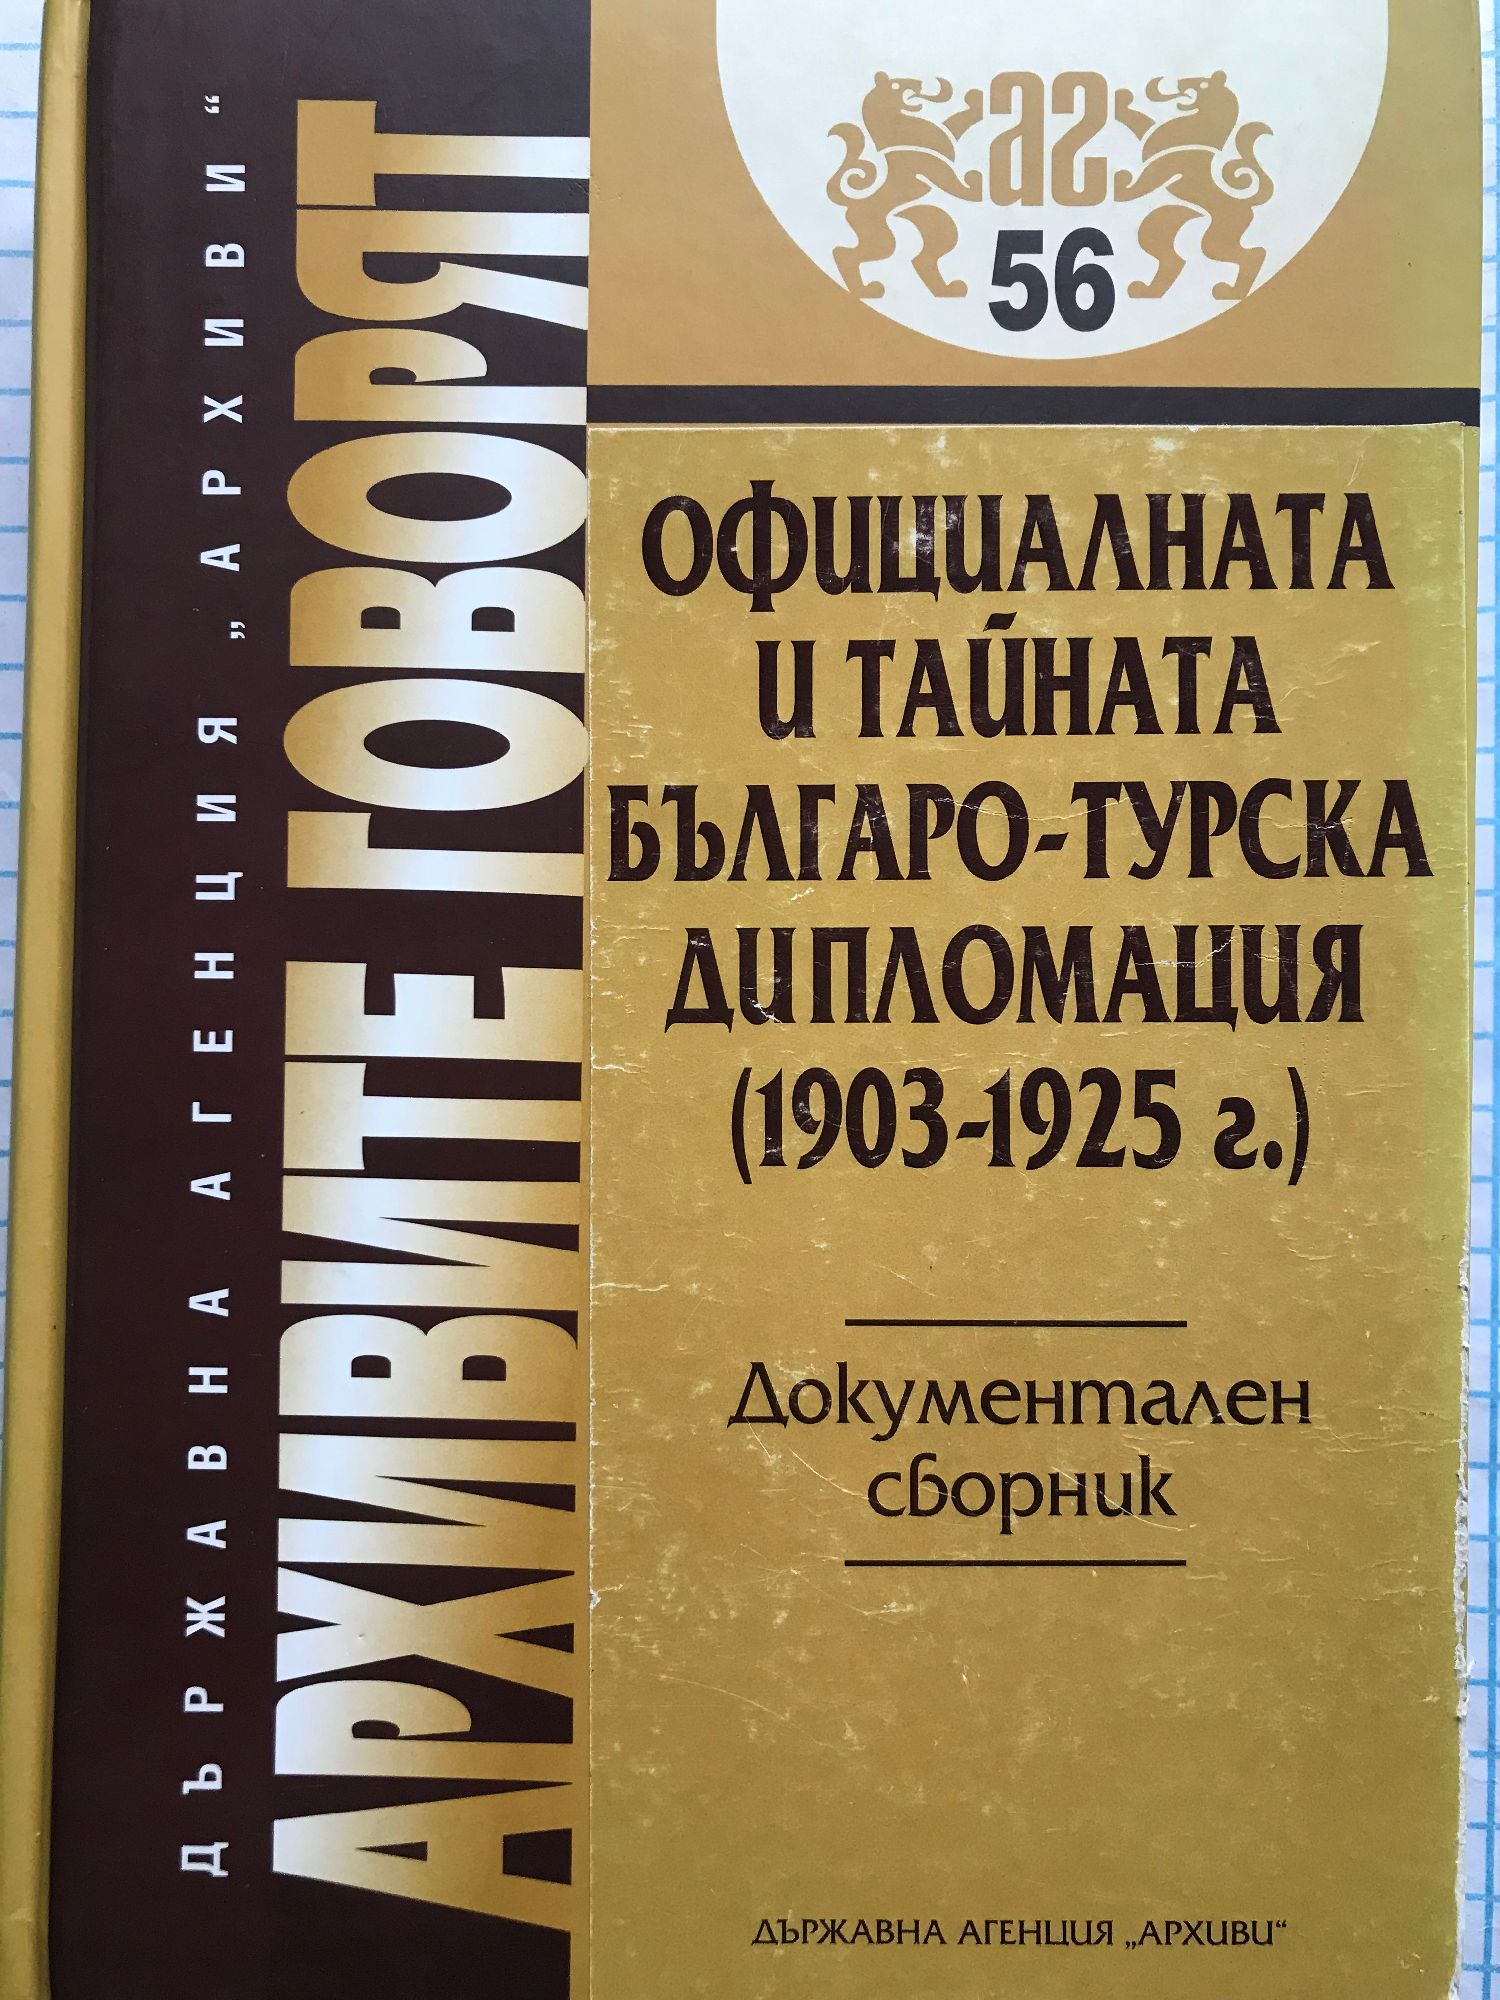 ДЪРЖАВНА АГЕНЦИЯ „АРХИВИ“
АРХИВИТЕ ГОВОРЯТ
аг
56
ОФИЦИАЛНАТА
И ТАЙНАТА
БЪЛГАРО-ТУРСКА
ДИПЛОМАЦИЯ
(1903-1925 г.)
Документален
сборник
ДЪРЖАВНА АГЕНЦИЯ „АРХИВИ“